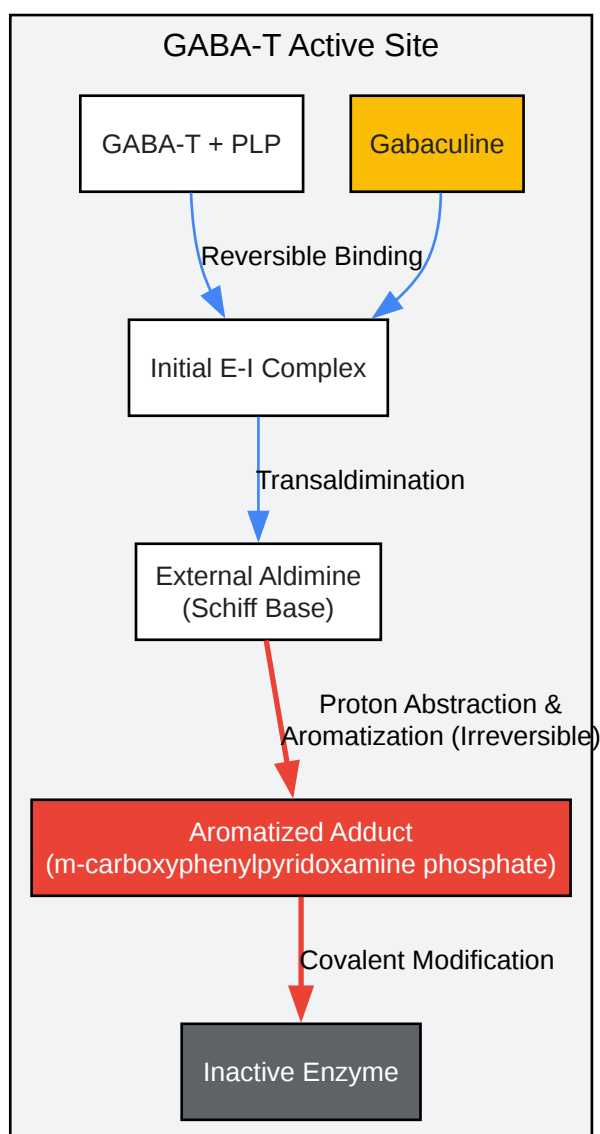 GABA-T Active Site
GABA-T + PLP
Gabaculine
Reversible Binding
Initial E-I Complex
Transaldimination
External Aldimine
(Schiff Base)
Proton Abstraction &
Aromatization (Irreversible)
Aromatized Adduct
(m-carboxyphenylpyridoxamine phosphate)
Covalent Modification
Inactive Enzyme